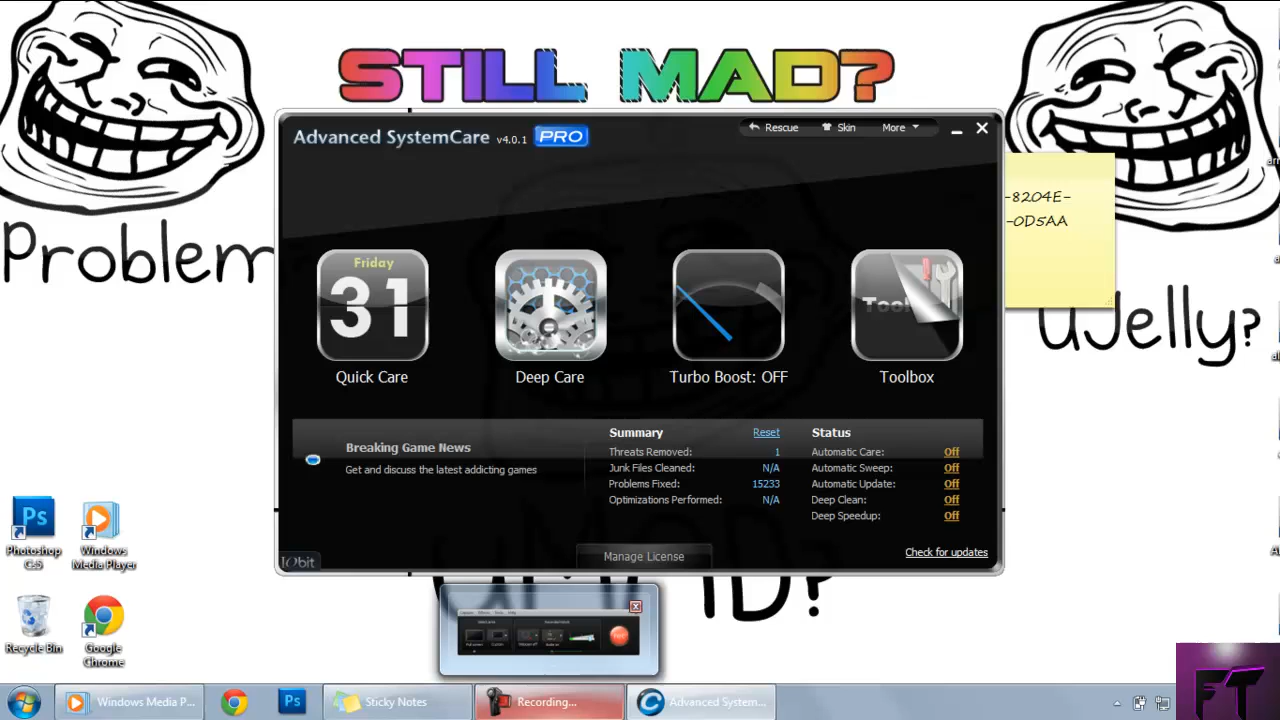 STILL MAD?
Problem
uJelly?
Advanced SystemCare v4.0.1 PRO
Rescue
Skin
More
-8204E-
-0D5AA
Friday
31
Quick Care
Deep Care
Turbo Boost: OFF
Toolbox
Breaking Game News
Get and discuss the latest addicting games
Summary Reset
Threats Removed: 1
Junk Files Cleaned: N/A
Problems Fixed: 15233
Optimizations Performed: N/A
Status
Automatic Care: Off
Automatic Sweep: Off
Automatic Update: Off
Deep Clean: Off
Deep Speedup: Off
Check for updates
IObit
Manage License
Ps
Photoshop
CS5
Windows
Media Player
Recycle Bin
Google
Chrome
Windows Media P...
Ps
Sticky Notes
Recording...
Advanced System...
FT